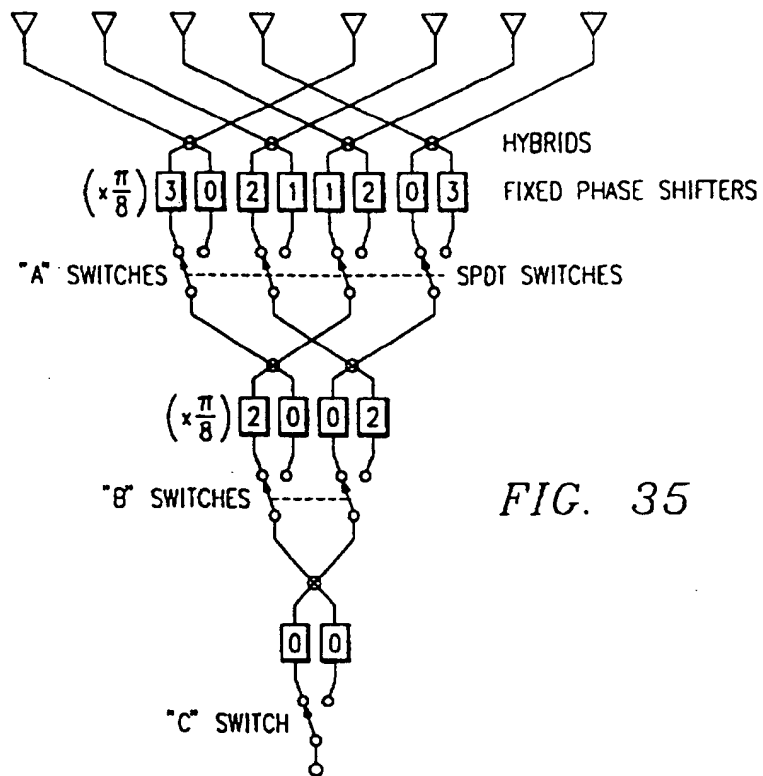 HYBRIDS
(×π/8) 3 0 2 1 1 2 0 3 FIXED PHASE SHIFTERS
"A" SWITCHES SPDT SWITCHES
(×π/8) 2 0 0 2
"B" SWITCHES
FIG. 35
0 0
"C" SWITCH